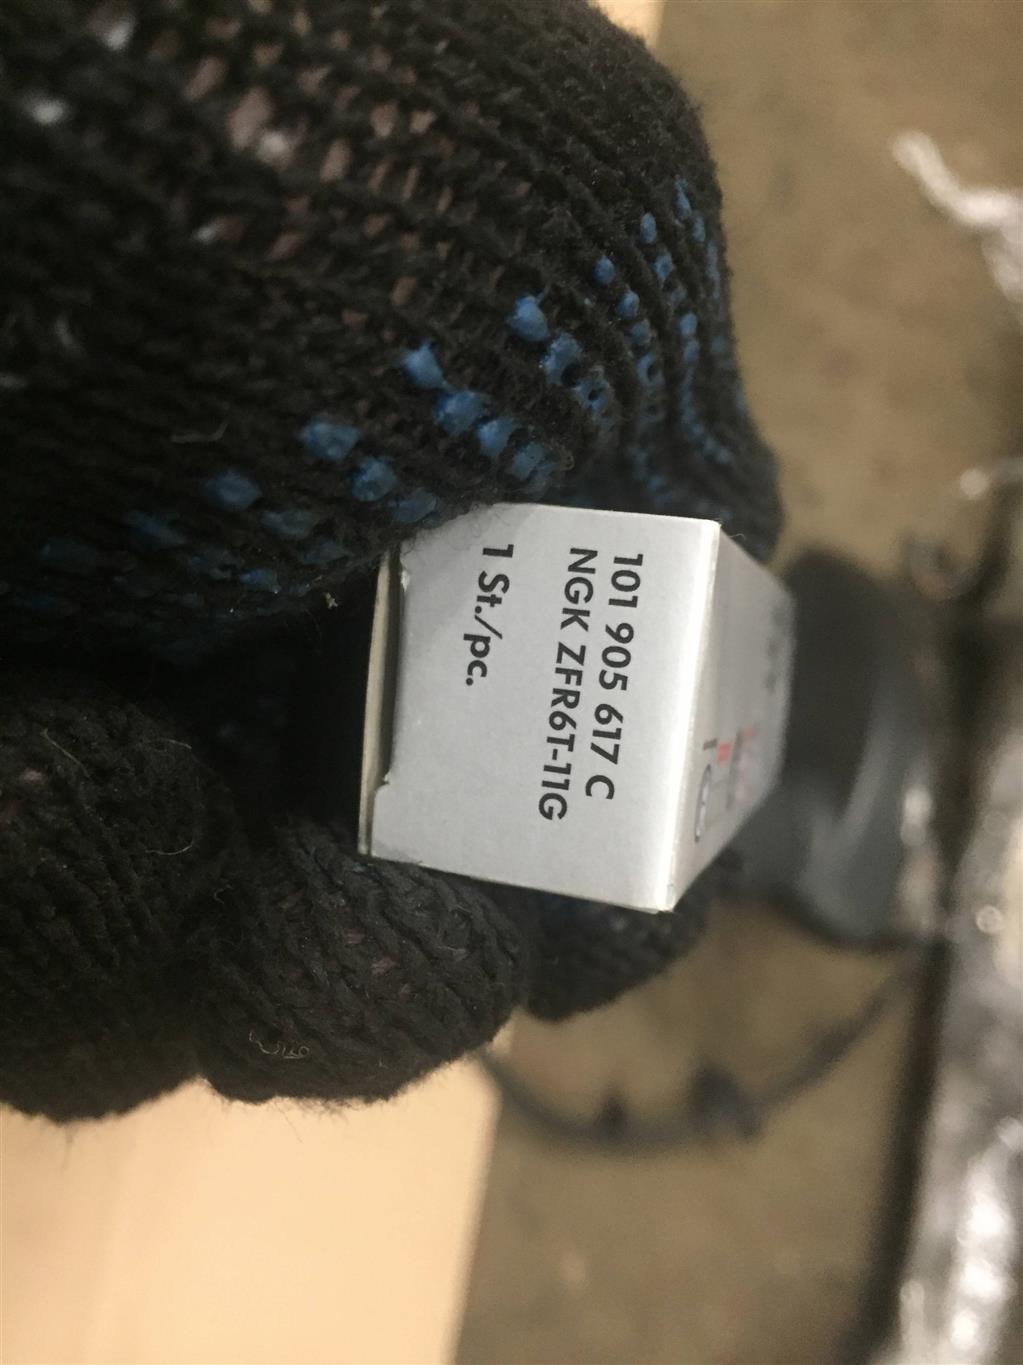 101 905 617 C
NGK ZFR6T-11G
1 St./pc.